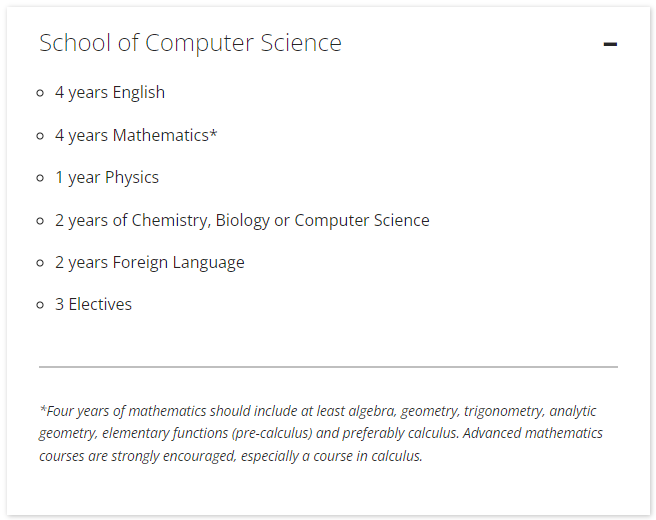 School of Computer Science
4 years English
4 years Mathematics*
1 year Physics
2 years of Chemistry, Biology or Computer Science
2 years Foreign Language
3 Electives
*Four years of mathematics should include at least algebra, geometry, trigonometry, analytic
geometry, elementary functions (pre-calculus) and preferably calculus. Advanced mathematics
courses are strongly encouraged, especially a course in calculus.